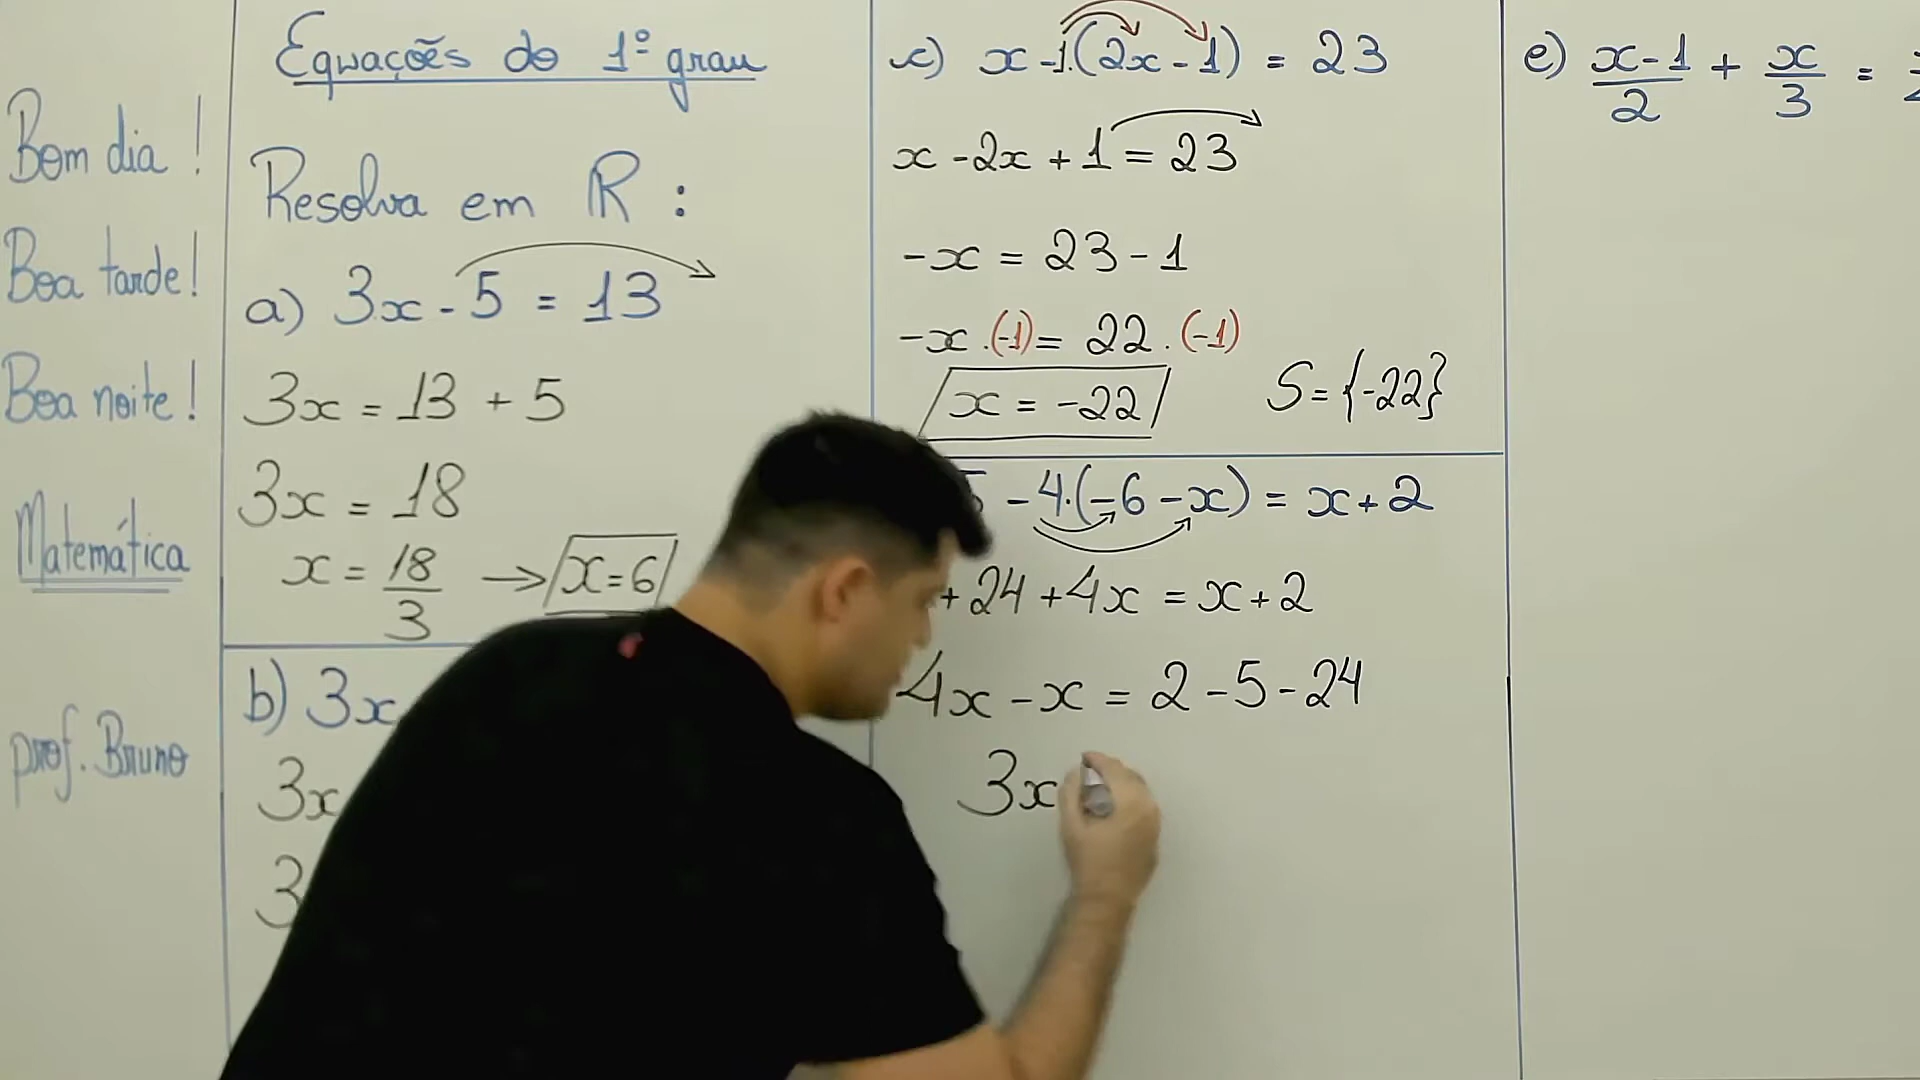 Bom dia!
Boa tarde!
Boa noite!
Matemática
prof. Bruno
Equações do 1º grau
Resolva em R :
a) 3x - 5 = 13
3x = 13 + 5
3x = 18
x = 18/3 → x = 6
b) 3x
3x
3
c) x - 1.(2x - 1) = 23
x - 2x + 1 = 23
-x = 23 - 1
-x .(-1) = 22 .(-1)
x = -22 S = {-22}
5 - 4.(-6 - x) = x + 2
+ 24 + 4x = x + 2
4x - x = 2 - 5 - 24
3x
e) x-1/2 + x/3 =